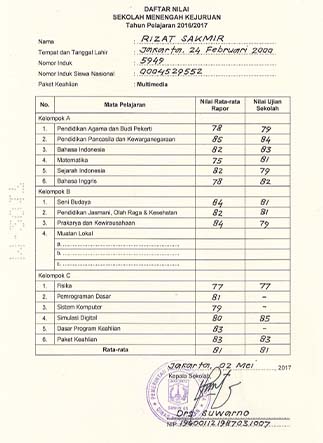 DAFTAR NILAI
SEKOLAH MENENGAH KEJURUAN
Tahun Pelajaran 2016/2017
Nama : RIZAT SAKMIR
Tempat dan Tanggal Lahir : Jakarta, 24 Februari 2000
Nomor Induk : 5949
Nomor Induk Siswa Nasional : 0004529552
Paket Keahlian : Multimedia
No. Mata Pelajaran Nilai Rata-rata Rapor Nilai Ujian Sekolah
Kelompok A
1. Pendidikan Agama dan Budi Pekerti 78 79
2. Pendidikan Pancasila dan Kewarganegaraan 85 84
3. Bahasa Indonesia 82 83
4. Matematika 75 81
5. Sejarah Indonesia 82 79
6. Bahasa Inggris 78 82
Kelompok B
1. Seni Budaya 84 81
2. Pendidikan Jasmani, Olah Raga & Kesehatan 82 81
3. Prakarya dan Kewirausahaan 84 79
4. Muatan Lokal
a.
b.
c.
Kelompok C
1. Fisika 77 77
2. Pemrograman Dasar 81 -
3. Sistem Komputer 79 -
4. Simulasi Digital 80 85
5. Dasar Program Keahlian 83 -
6. Paket Keahlian 83 83
Rata-rata 81 81
Jakarta, 02 Mei 2017
Kepala Sekolah
Drs. Suwarno
NIP.